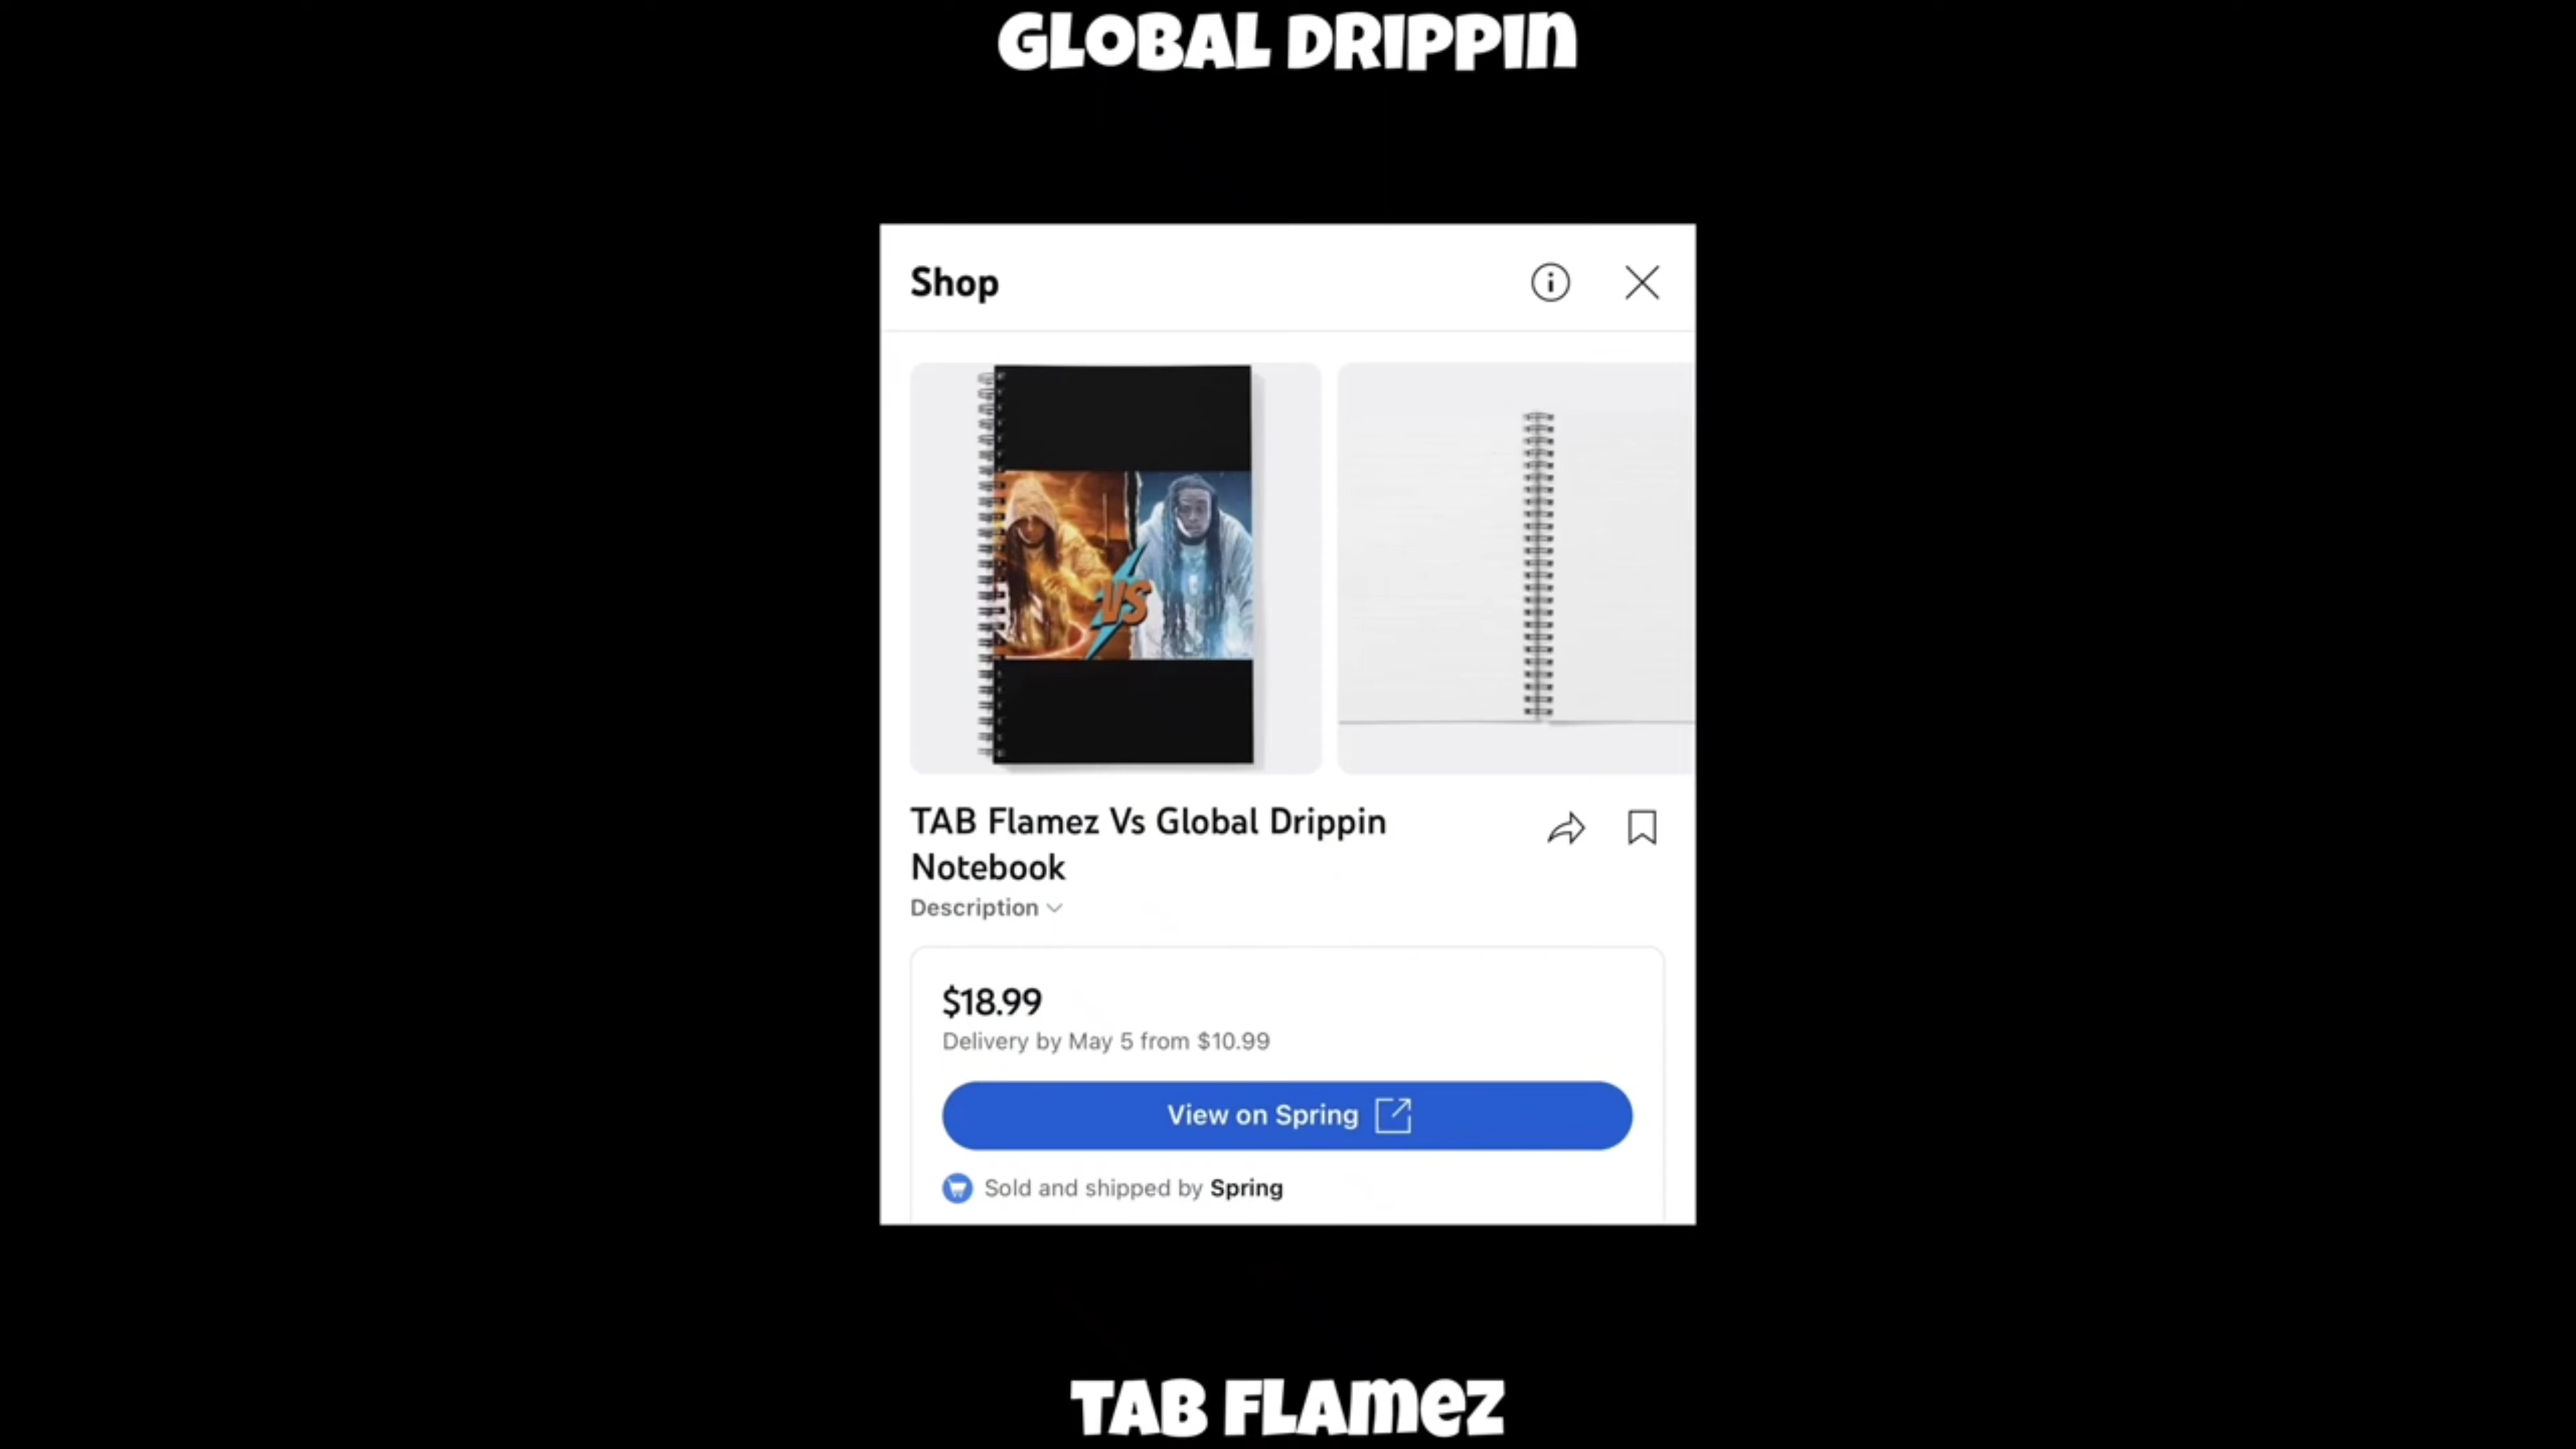 GLOBAL DRIPPIN
Shop
VS
TAB Flamez Vs Global Drippin
Notebook
Description
$18.99
Delivery by May 5 from $10.99
View on Spring
Sold and shipped by Spring
TAB FLAMEZ